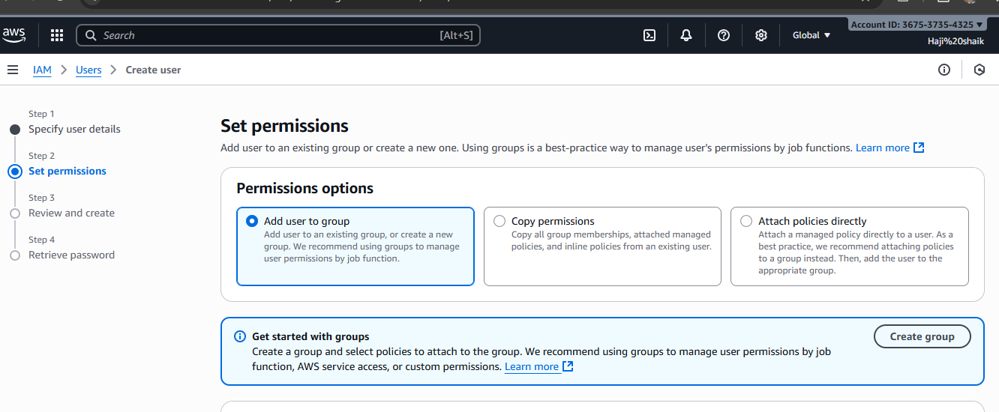 aws
Search
[Alt+S]
Global
Account ID: 3675-3735-4325
Haji%20shaik
IAM
Users
Create user
Step 1
Specify user details
Step 2
Set permissions
Step 3
Review and create
Step 4
Retrieve password
Set permissions
Add user to an existing group or create a new one. Using groups is a best-practice way to manage user's permissions by job functions. Learn more
Permissions options
Add user to group
Add user to an existing group, or create a new
group. We recommend using groups to manage
user permissions by job function.
Copy permissions
Copy all group memberships, attached managed
policies, and inline policies from an existing user.
Attach policies directly
Attach a managed policy directly to a user. As a
best practice, we recommend attaching policies
to a group instead. Then, add the user to the
appropriate group.
Get started with groups
Create a group and select policies to attach to the group. We recommend using groups to manage user permissions by job
function, AWS service access, or custom permissions. Learn more
Create group